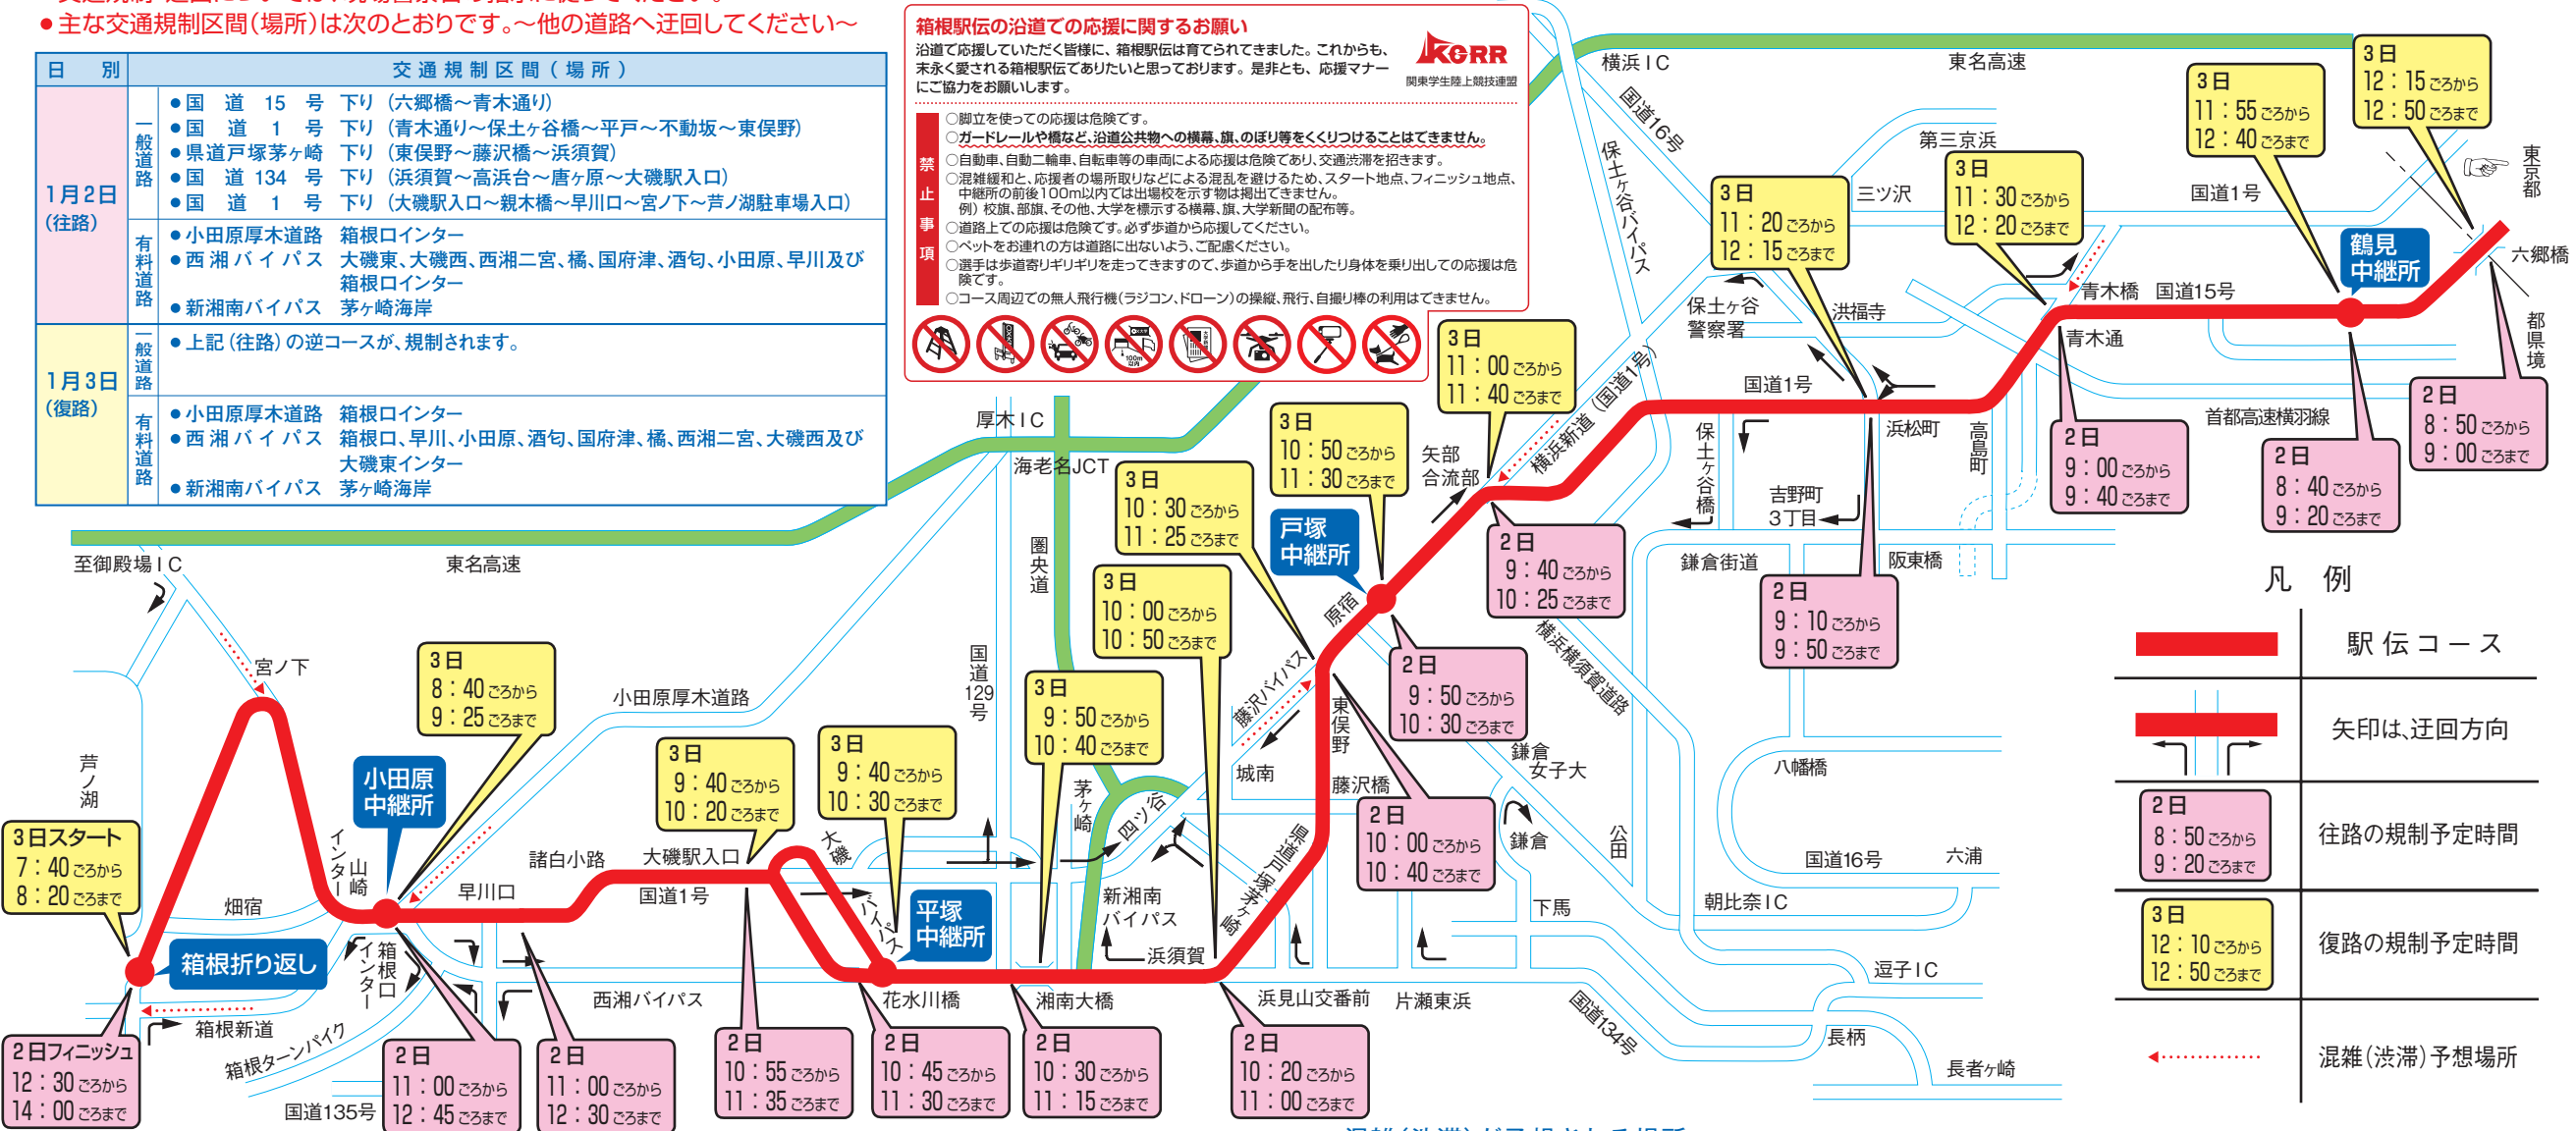 ● 主な交通規制区間（場所）は次のとおりです。～他の道路へ迂回してください～
日 別 交通規制区間（場所）
1月2日
（往路）
一般道路
● 国道15号 下り（六郷橋～青木通り）
● 国道1号 下り（青木通り～保土ヶ谷橋～平戸～不動坂～東俣野）
● 県道戸塚茅ヶ崎 下り（東俣野～藤沢橋～浜須賀）
● 国道134号 下り（浜須賀～高浜台～唐ヶ原～大磯駅入口）
● 国道1号 下り（大磯駅入口～親木橋～早川口～宮ノ下～芦ノ湖駐車場入口）
有料道路
● 小田原厚木道路 箱根口インター
● 西湘バイパス 大磯東、大磯西、西湘二宮、橘、国府津、酒匂、小田原、早川及び
箱根口インター
● 新湘南バイパス 茅ヶ崎海岸
1月3日
（復路）
一般道路
● 上記（往路）の逆コースが、規制されます。
有料道路
● 小田原厚木道路 箱根口インター
● 西湘バイパス 箱根口、早川、小田原、酒匂、国府津、橘、西湘二宮、大磯西及び
大磯東インター
● 新湘南バイパス 茅ヶ崎海岸
箱根駅伝の沿道での応援に関するお願い
沿道で応援していただく皆様に、箱根駅伝は育てられてきました。これからも、
末永く愛される箱根駅伝でありたいと思っております。是非とも、応援マナー
にご協力をお願いします。
KGRR
関東学生陸上競技連盟
禁止事項
○脚立を使っての応援は危険です。
○ガードレールや橋など、沿道公共物への横幕、旗、のぼり等をくくりつけることはできません。
○自動車、自動二輪車、自転車等の車両による応援は危険であり、交通渋滞を招きます。
○混雑緩和と、応援者の場所取りなどによる混乱を避けるため、スタート地点、フィニッシュ地点、
中継所の前後100m以内では出場校を示す物は掲出できません。
例）校旗、部旗、その他、大学を標示する横幕、旗、大学新聞の配布等。
○道路上での応援は危険です。必ず歩道から応援してください。
○ペットをお連れの方は道路に出ないよう、ご配慮ください。
○選手は歩道寄りギリギリを走ってきますので、歩道から手を出したり身体を乗り出しての応援は危
険です。
○コース周辺での無人飛行機（ラジコン、ドローン）の操縦、飛行、自撮り棒の利用はできません。
横浜IC
東名高速
国道16号
保土ヶ谷バイパス
第三京浜
三ツ沢
国道1号
東京都
六郷橋
都県境
3日
12：15ごろから
12：50ごろまで
3日
11：55ごろから
12：40ごろまで
3日
11：30ごろから
12：20ごろまで
3日
11：20ごろから
12：15ごろまで
鶴見
中継所
青木橋
国道15号
青木通
保土ヶ谷
警察署
洪福寺
国道1号
浜松町
高島町
首都高速横羽線
保土ヶ谷橋
吉野町
3丁目
鎌倉街道
阪東橋
2日
8：50ごろから
9：00ごろまで
2日
8：40ごろから
9：20ごろまで
2日
9：00ごろから
9：40ごろまで
2日
9：10ごろから
9：50ごろまで
3日
11：00ごろから
11：40ごろまで
横浜新道（国道1号）
矢部
合流部
2日
9：40ごろから
10：25ごろまで
3日
10：50ごろから
11：30ごろまで
戸塚
中継所
原宿
2日
9：50ごろから
10：30ごろまで
横浜横須賀道路
厚木IC
海老名JCT
圏央道
3日
10：30ごろから
11：25ごろまで
3日
10：00ごろから
10：50ごろまで
藤沢バイパス
東俣野
城南
藤沢橋
2日
10：00ごろから
10：40ごろまで
鎌倉
女子大
鎌倉
公田
八幡橋
国道16号
六浦
朝比奈IC
下馬
逗子IC
長柄
長者ヶ崎
国道134号
至御殿場IC
東名高速
宮ノ下
芦ノ湖
3日スタート
7：40ごろから
8：20ごろまで
箱根折り返し
2日フィニッシュ
12：30ごろから
14：00ごろまで
畑宿
箱根新道
箱根ターンパイク
国道135号
山崎
インター
箱根口
インター
小田原
中継所
3日
8：40ごろから
9：25ごろまで
2日
11：00ごろから
12：45ごろまで
早川口
2日
11：00ごろから
12：30ごろまで
小田原厚木道路
諸白小路
大磯駅入口
国道1号
西湘バイパス
3日
9：40ごろから
10：20ごろまで
2日
10：55ごろから
11：35ごろまで
3日
9：40ごろから
10：30ごろまで
大磯
バイパス
平塚
中継所
花水川橋
2日
10：45ごろから
11：30ごろまで
国道129号
3日
9：50ごろから
10：40ごろまで
茅ヶ崎
四ツ谷
新湘南
バイパス
湘南大橋
2日
10：30ごろから
11：15ごろまで
浜須賀
県道戸塚茅ヶ崎
2日
10：20ごろから
11：00ごろまで
浜見山交番前
片瀬東浜
凡例
駅伝コース
矢印は、迂回方向
2日
8：50ごろから
9：20ごろまで
往路の規制予定時間
3日
12：10ごろから
12：50ごろまで
復路の規制予定時間
混雑（渋滞）予想場所